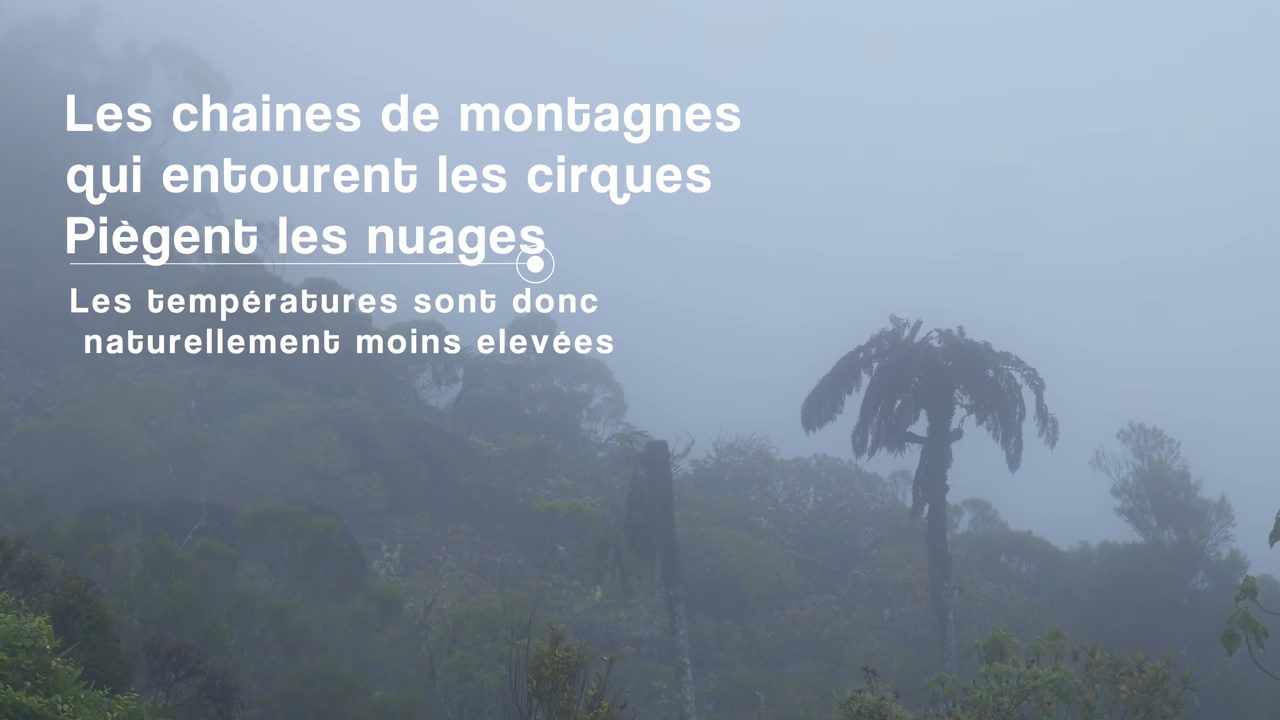 Les chaines de montagnes
qui entourent les cirques
Piègent les nuages
Les températures sont donc
naturellement moins elevées